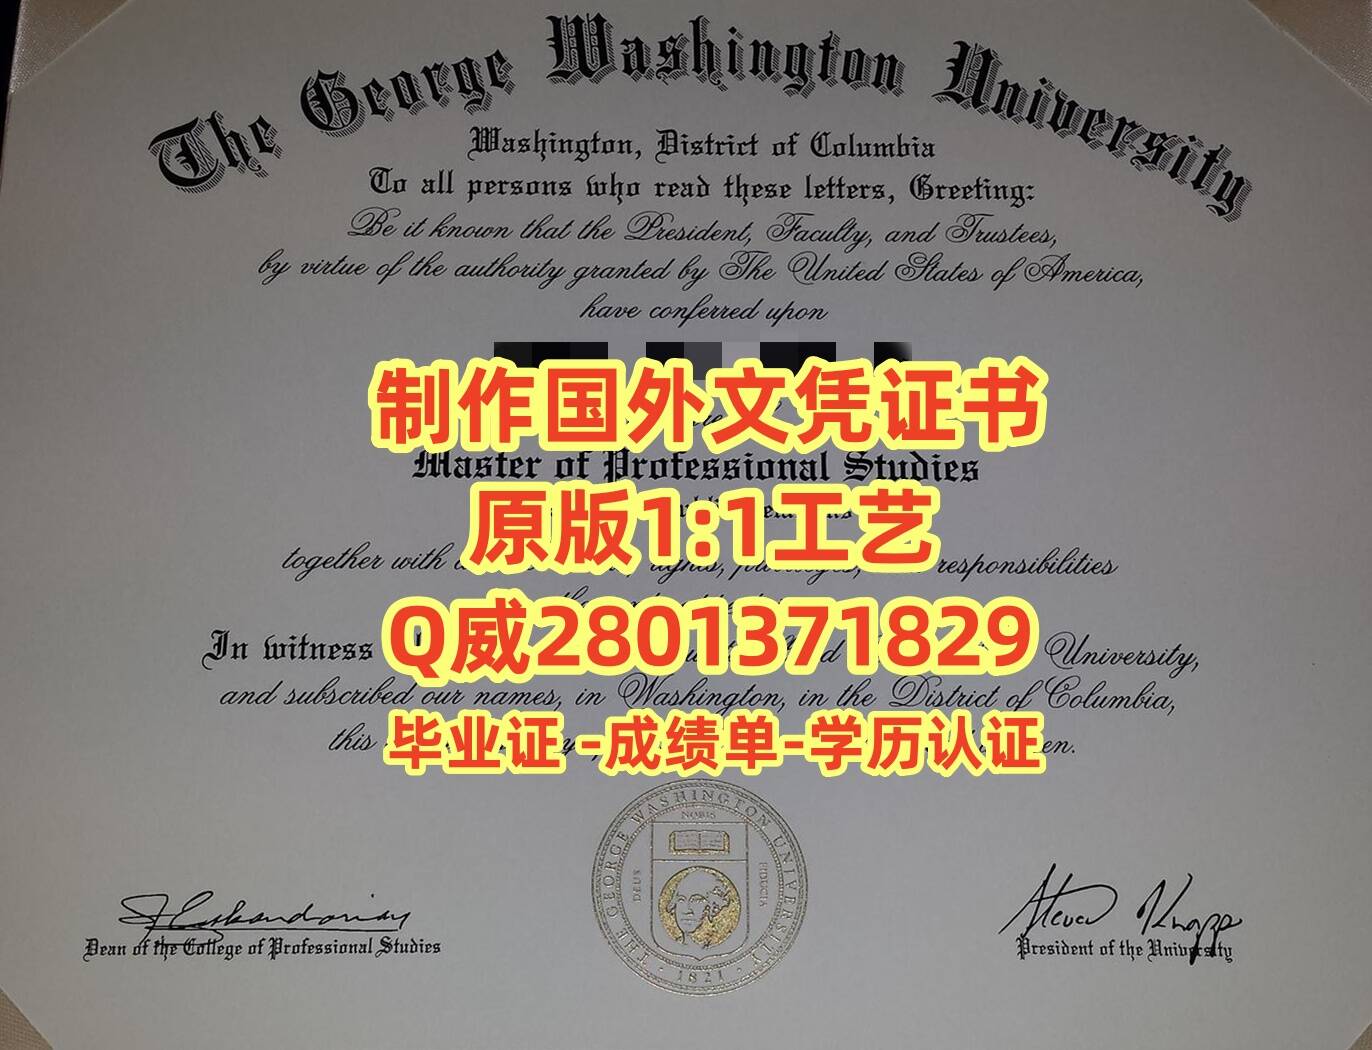 The George Washington University
Washington, District of Columbia
To all persons who read these letters, Greeting:
Be it known that the President, Faculty, and Trustees,
by virtue of the authority granted by The United States of America,
have conferred upon
制作国外文凭证书
Master of Professional Studies
原版1:1工艺
together with responsibilities
Q威2801371829
In witness University,
and subscribed our names, in Washington, in the District of Columbia,
this
毕业证 -成绩单-学历认证
THE GEORGE WASHINGTON UNIVERSITY
NOBIS
DEUS
FIDUCIA
1821
Dean of the College of Professional Studies
Steven Knapp
President of the University